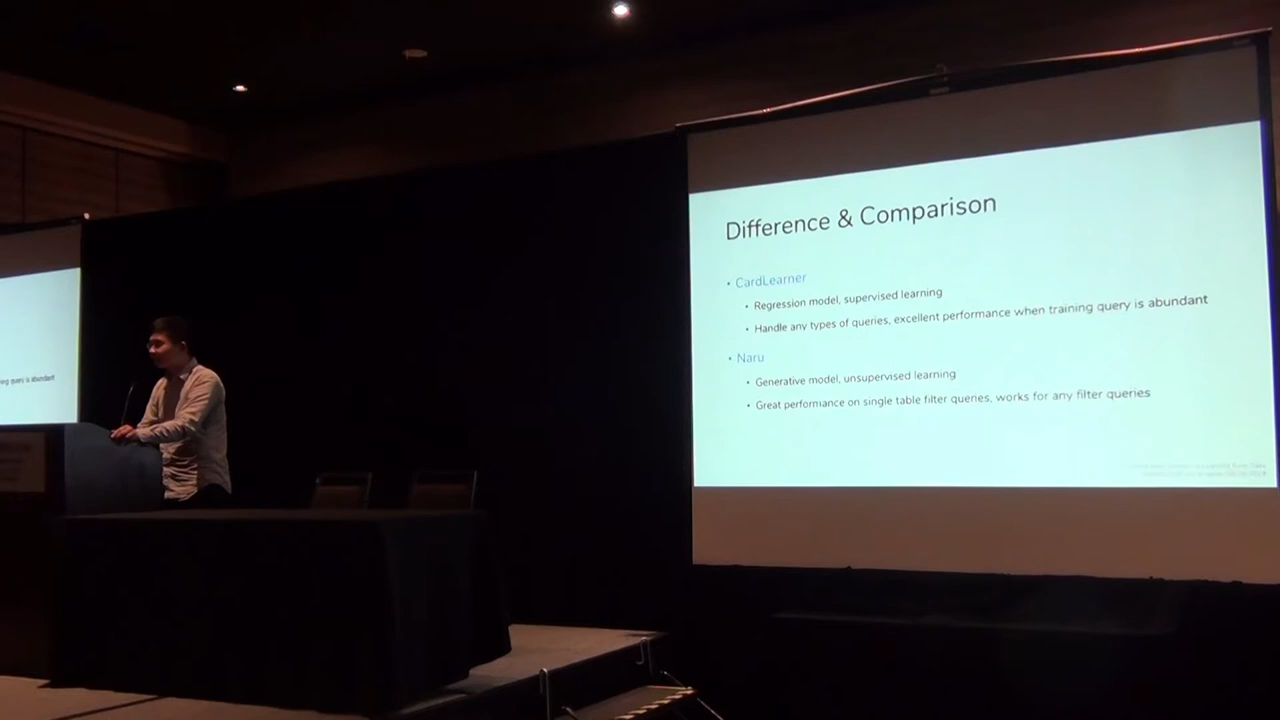 Difference & Comparison
• CardLearner
• Regression model, supervised learning
• Handle any types of queries, excellent performance when training query is abundant
• Naru
• Generative model, unsupervised learning
• Great performance on single table filter queries, works for any filter queries
query is abundant